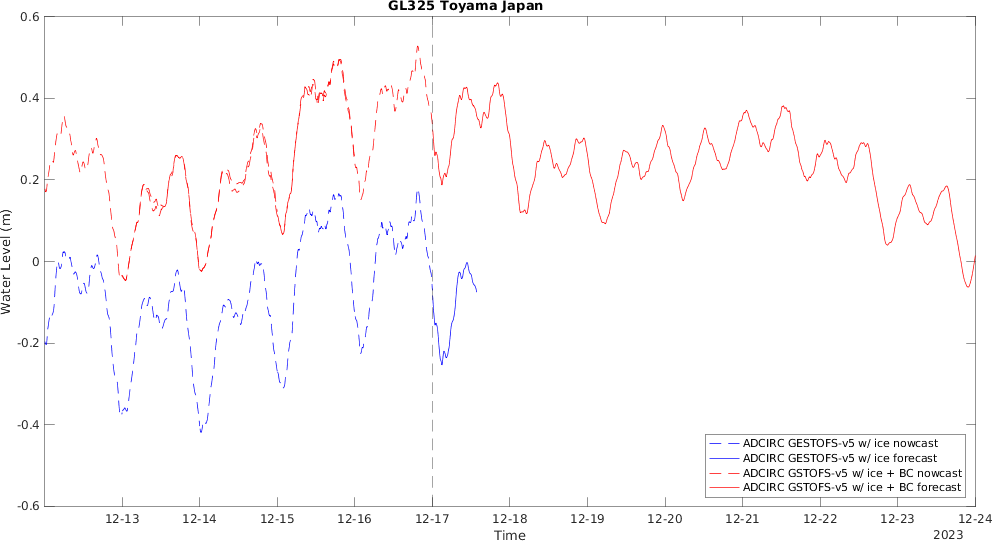 GL325 Toyama Japan
0.6
0.4
0.2
0
-0.2
-0.4
-0.6
Water Level (m)
ADCIRC GESTOFS-v5 w/ ice nowcast
ADCIRC GESTOFS-v5 w/ ice forecast
ADCIRC GSTOFS-v5 w/ ice + BC nowcast
ADCIRC GSTOFS-v5 w/ ice + BC forecast
12-13 12-14 12-15 12-16 12-17 12-18 12-19 12-20 12-21 12-22 12-23 12-24
Time
2023